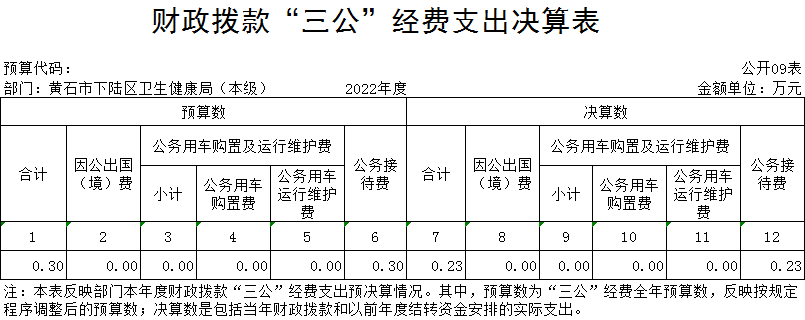 财政拨款“三公”经费支出决算表
预算代码： 公开09表
部门：黄石市下陆区卫生健康局（本级） 2022年度 金额单位：万元
预算数 决算数
合计 因公出国（境）费 公务用车购置及运行维护费 公务接待费 合计 因公出国（境）费 公务用车购置及运行维护费 公务接待费
小计 公务用车购置费 公务用车运行维护费 小计 公务用车购置费 公务用车运行维护费
1 2 3 4 5 6 7 8 9 10 11 12
0.30 0.00 0.00 0.00 0.00 0.30 0.23 0.00 0.00 0.00 0.00 0.23
注：本表反映部门本年度财政拨款“三公”经费支出预决算情况。其中，预算数为“三公”经费全年预算数，反映按规定
程序调整后的预算数；决算数是包括当年财政拨款和以前年度结转资金安排的实际支出。